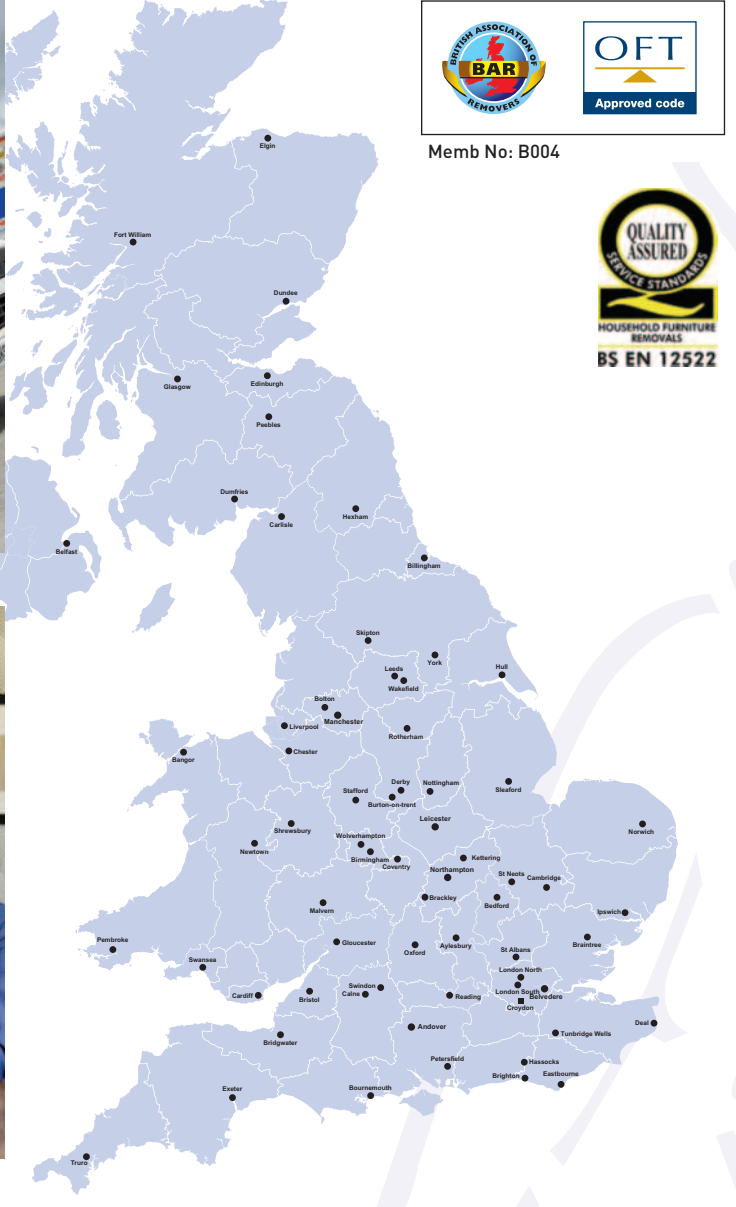 BRITISH ASSOCIATION OF
BAR
REMOVERS
OFT
Approved code
Memb No: B004
QUALITY
ASSURED
SERVICE STANDARDS
HOUSEHOLD FURNITURE
REMOVALS
BS EN 12522
Elgin
Fort William
Dundee
Glasgow
Edinburgh
Peebles
Dumfries
Carlisle
Hexham
Belfast
Billingham
Skipton
York
Hull
Leeds
Wakefield
Bolton
Manchester
Liverpool
Rotherham
Chester
Bangor
Stafford
Derby
Nottingham
Burton-on-trent
Sleaford
Shrewsbury
Leicester
Norwich
Newtown
Wolverhampton
Birmingham
Coventry
Kettering
Northampton
St Neots
Cambridge
Brackley
Bedford
Malvern
Ipswich
Pembroke
Gloucester
Oxford
Aylesbury
Braintree
St Albans
Swansea
London North
Swindon
London South
Belvedere
Cardiff
Bristol
Calne
Reading
Croydon
Andover
Deal
Bridgwater
Tunbridge Wells
Petersfield
Hassocks
Brighton
Eastbourne
Exeter
Bournemouth
Truro